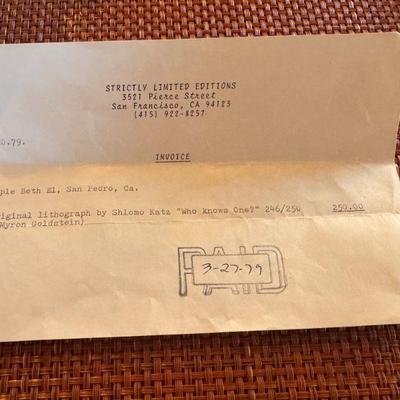 STRICTLY LIMITED EDITIONS
3521 Pierce Street
San Francisco, CA 94123
(415) 922-8257
0.79.
INVOICE
ple Beth El, San Pedro, Ca.
riginal lithograph by Shlomo Katz "Who knows One?" 246/250 250.00
Myron Goldstein)
PAID
3-27-79